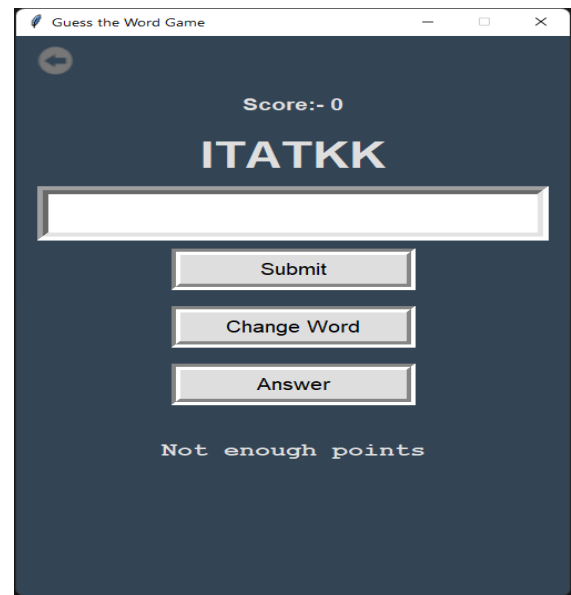 Guess the Word Game
Score:- 0
ITATKK
Submit
Change Word
Answer
Not enough points